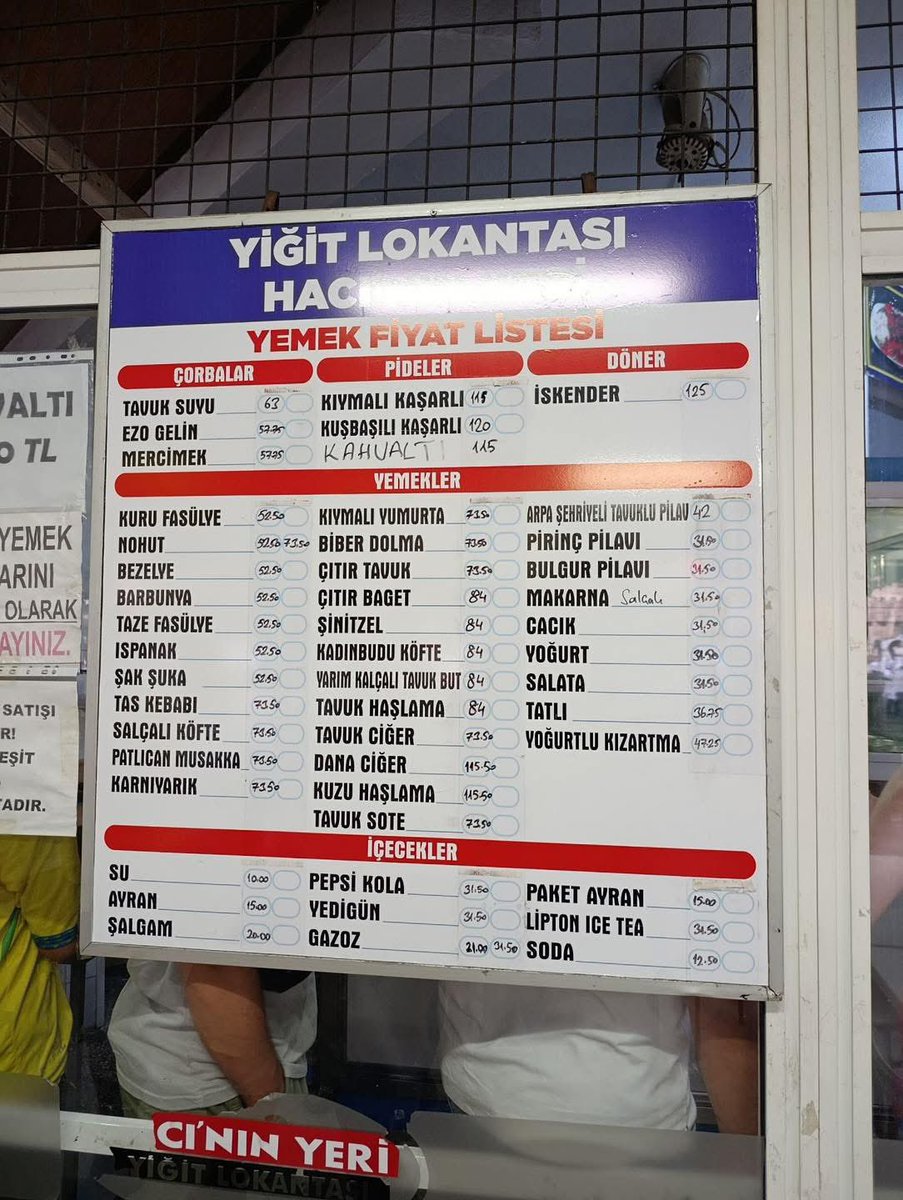 YİĞİT LOKANTASI
HAC
YEMEK FİYAT LİSTESİ
ÇORBALAR
TAVUK SUYU 63
EZO GELİN 57.75
MERCİMEK 57.75
PİDELER
KIYMALI KAŞARLI 115
KUŞBAŞILI KAŞARLI 120
KAHVALTI 115
DÖNER
İSKENDER 125
YEMEKLER
KURU FASÜLYE 52.50
NOHUT 52.50 73.50
BEZELYE 52.50
BARBUNYA 52.50
TAZE FASÜLYE 52.50
ISPANAK 52.50
ŞAK ŞUKA 52.50
TAS KEBABI 73.50
SALÇALI KÖFTE 73.50
PATLICAN MUSAKKA 73.50
KARNIYARIK 73.50
KIYMALI YUMURTA 73.50
BİBER DOLMA 73.50
ÇITIR TAVUK 73.50
ÇITIR BAGET 84
ŞİNİTZEL 84
KADINBUDU KÖFTE 84
YARIM KALÇALI TAVUK BUT 84
TAVUK HAŞLAMA 84
TAVUK CİĞER 73.50
DANA CİĞER 115.50
KUZU HAŞLAMA 115.50
TAVUK SOTE 73.50
ARPA ŞEHRİYELİ TAVUKLU PİLAV 42
PİRİNÇ PİLAVI 31.50
BULGUR PİLAVI 31.50
MAKARNA Salçalı 31.50
CACIK 31,50
YOĞURT 31.50
SALATA 31.50
TATLI 36.75
YOĞURTLU KIZARTMA 47.25
İÇECEKLER
SU 10.00
AYRAN 15.00
ŞALGAM 20.00
PEPSİ KOLA 31.50
YEDİGÜN 31.50
GAZOZ 21.00 31.50
PAKET AYRAN 15.00
LİPTON ICE TEA 31.50
SODA 12.50
VALTI
0 TL
YEMEK
ARINI
OLARAK
AYINIZ.
SATIŞI
R!
EŞİT
TADIR.
CI'NIN YERİ
YİĞİT LOKANTASI